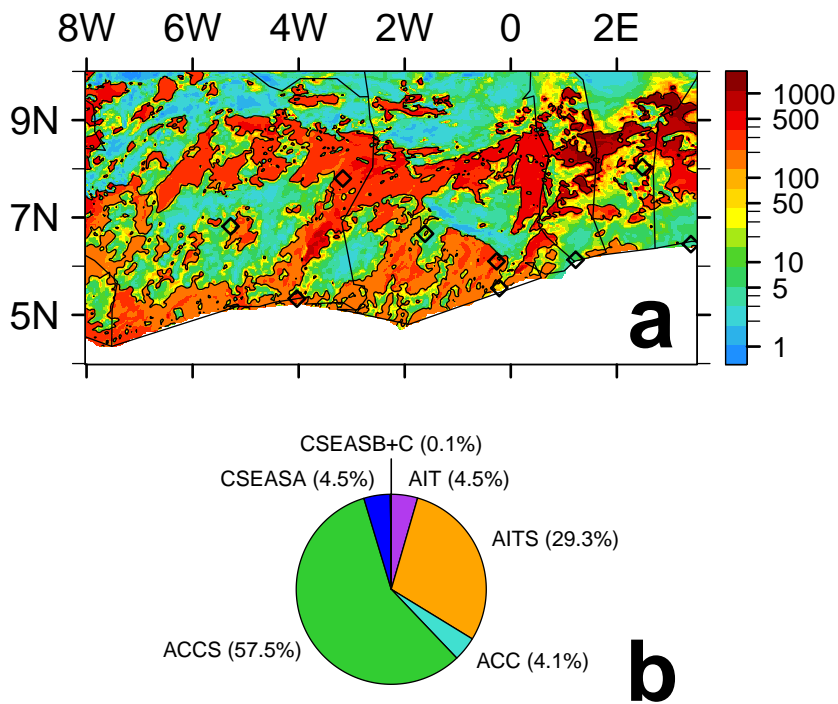 8W 6W 4W 2W 0 2E
9N
7N
5N
1000
500
100
50
10
5
1
a
CSEASB+C (0.1%)
CSEASA (4.5%) AIT (4.5%)
AITS (29.3%)
ACCS (57.5%)
ACC (4.1%)
b